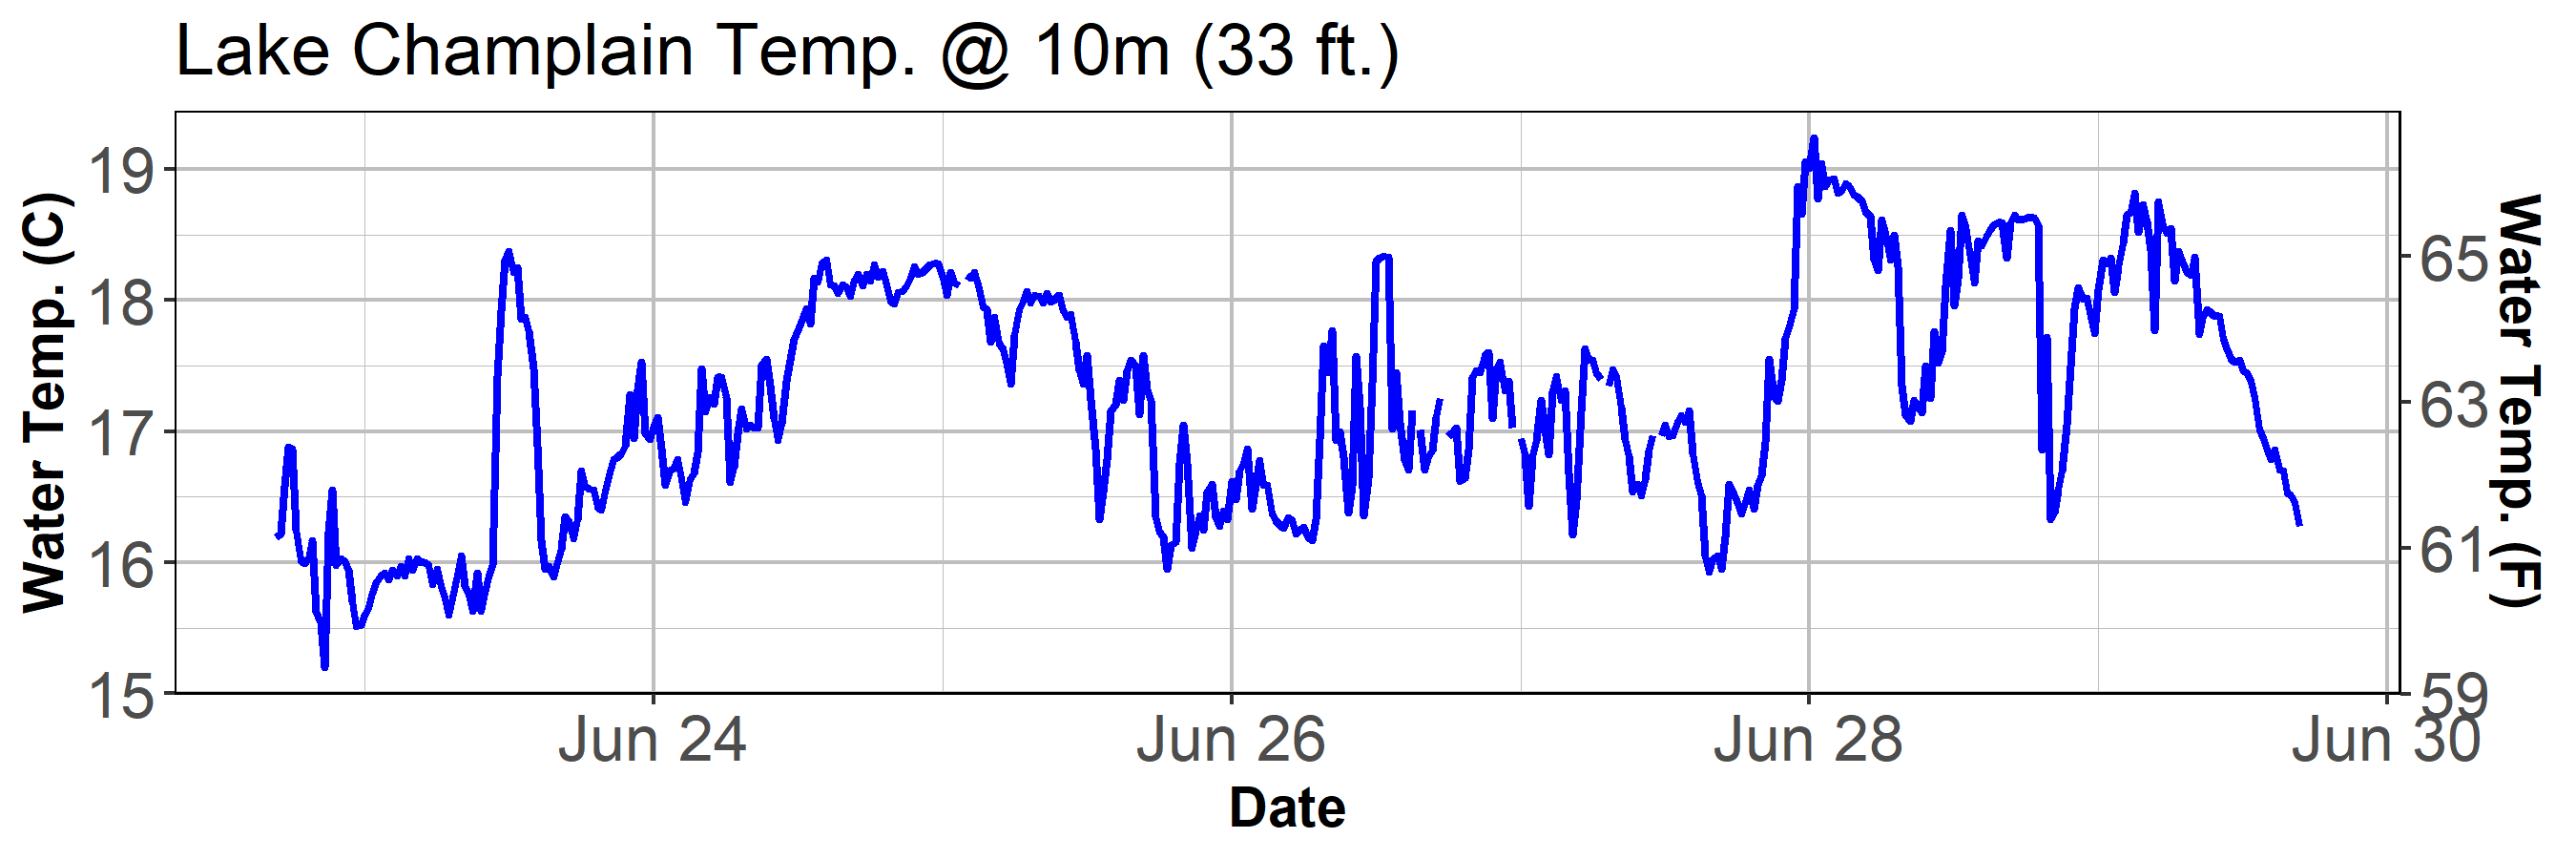 Lake Champlain Temp. @ 10m (33 ft.)
Water Temp. (C)
19
18
17
16
15
Water Temp. (F)
65
63
61
59
Jun 24 Jun 26 Jun 28 Jun 30
Date